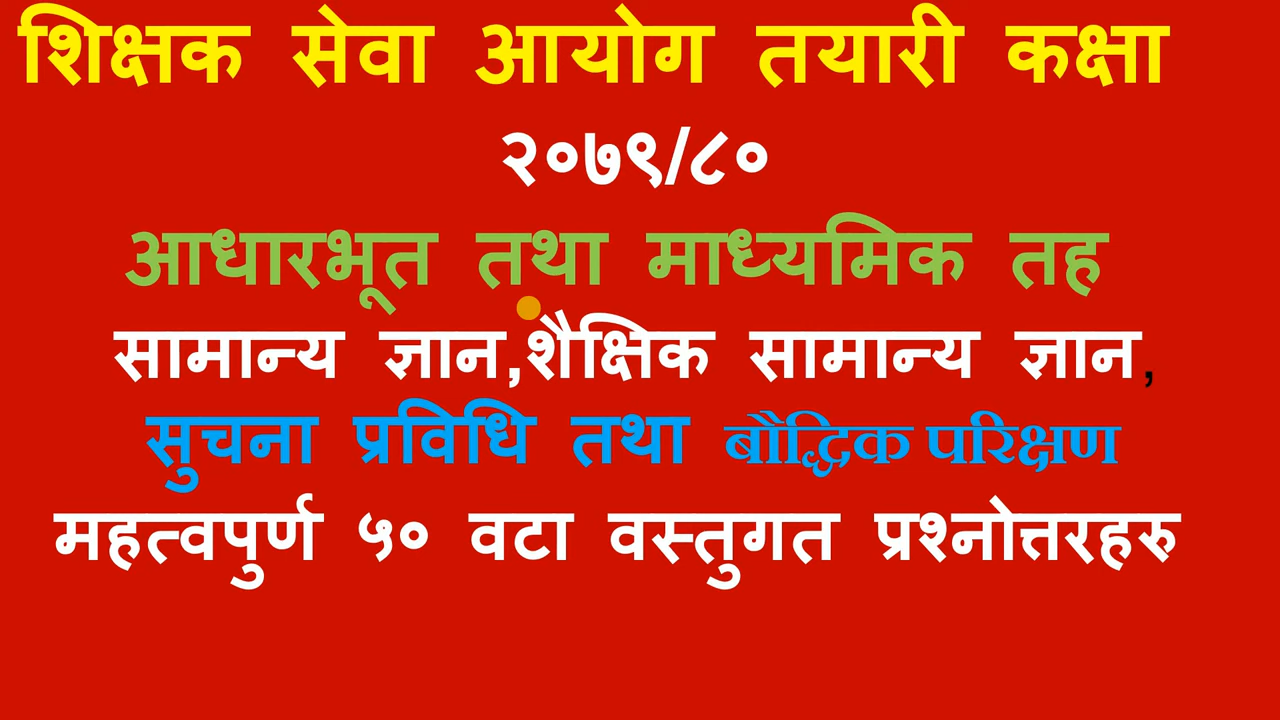 शिक्षक सेवा आयोग तयारी कक्षा
२०७९/८०
आधारभूत तथा माध्यमिक तह
सामान्य ज्ञान,शैक्षिक सामान्य ज्ञान,
सुचना प्रविधि तथा बौद्धिक परिक्षण
महत्वपुर्ण ५० वटा वस्तुगत प्रश्नोत्तरहरु